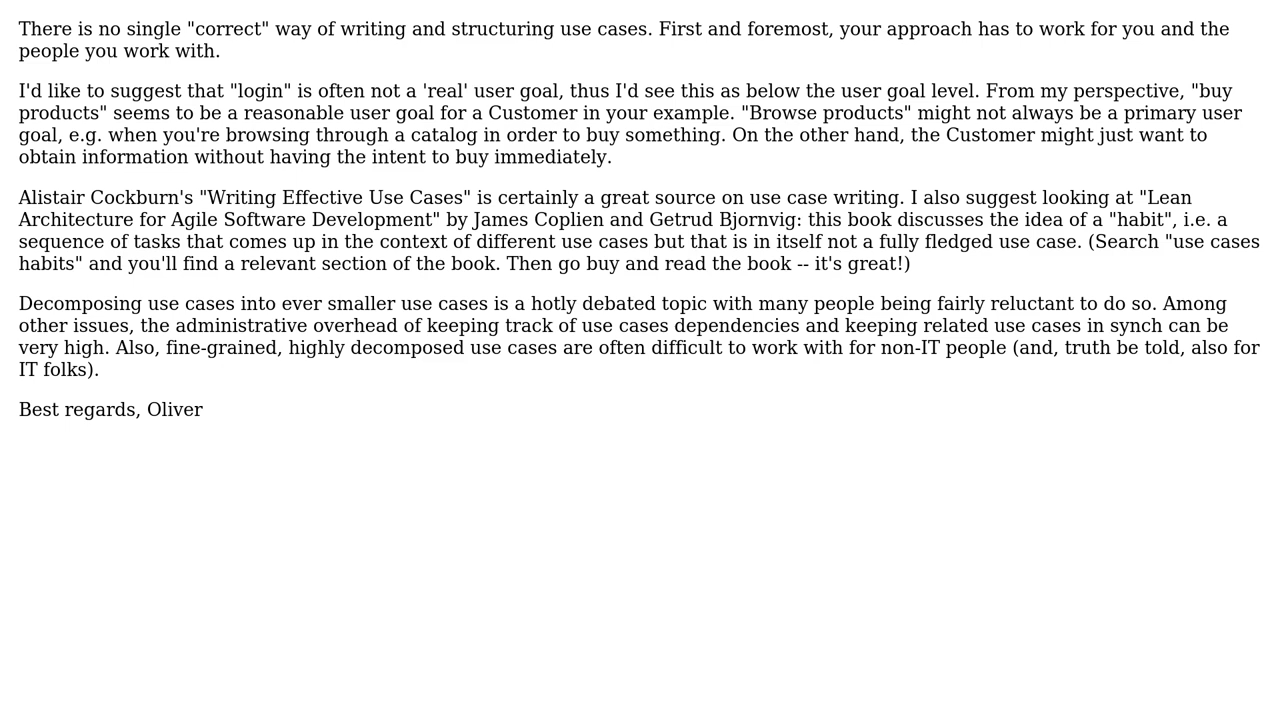 There is no single "correct" way of writing and structuring use cases. First and foremost, your approach has to work for you and the
people you work with.
I'd like to suggest that "login" is often not a 'real' user goal, thus I'd see this as below the user goal level. From my perspective, "buy
products" seems to be a reasonable user goal for a Customer in your example. "Browse products" might not always be a primary user
goal, e.g. when you're browsing through a catalog in order to buy something. On the other hand, the Customer might just want to
obtain information without having the intent to buy immediately.
Alistair Cockburn's "Writing Effective Use Cases" is certainly a great source on use case writing. I also suggest looking at "Lean
Architecture for Agile Software Development" by James Coplien and Getrud Bjornvig: this book discusses the idea of a "habit", i.e. a
sequence of tasks that comes up in the context of different use cases but that is in itself not a fully fledged use case. (Search "use cases
habits" and you'll find a relevant section of the book. Then go buy and read the book -- it's great!)
Decomposing use cases into ever smaller use cases is a hotly debated topic with many people being fairly reluctant to do so. Among
other issues, the administrative overhead of keeping track of use cases dependencies and keeping related use cases in synch can be
very high. Also, fine-grained, highly decomposed use cases are often difficult to work with for non-IT people (and, truth be told, also for
IT folks).
Best regards, Oliver